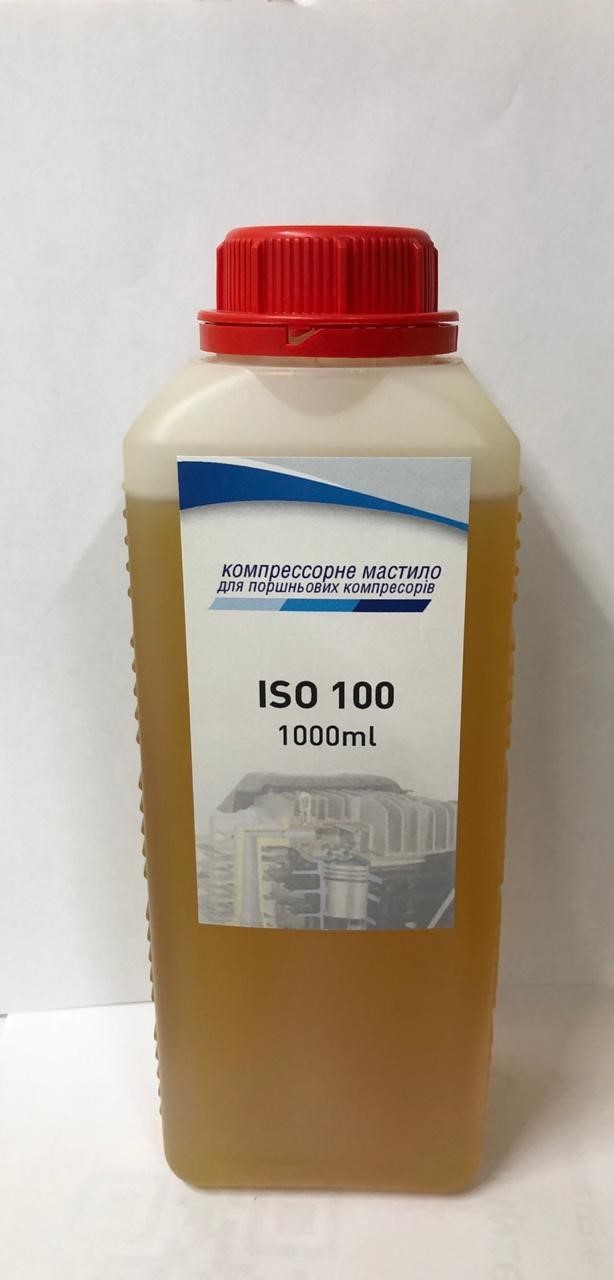 компрессорне мастило
для поршньових компресорів
ISO 100
1000ml